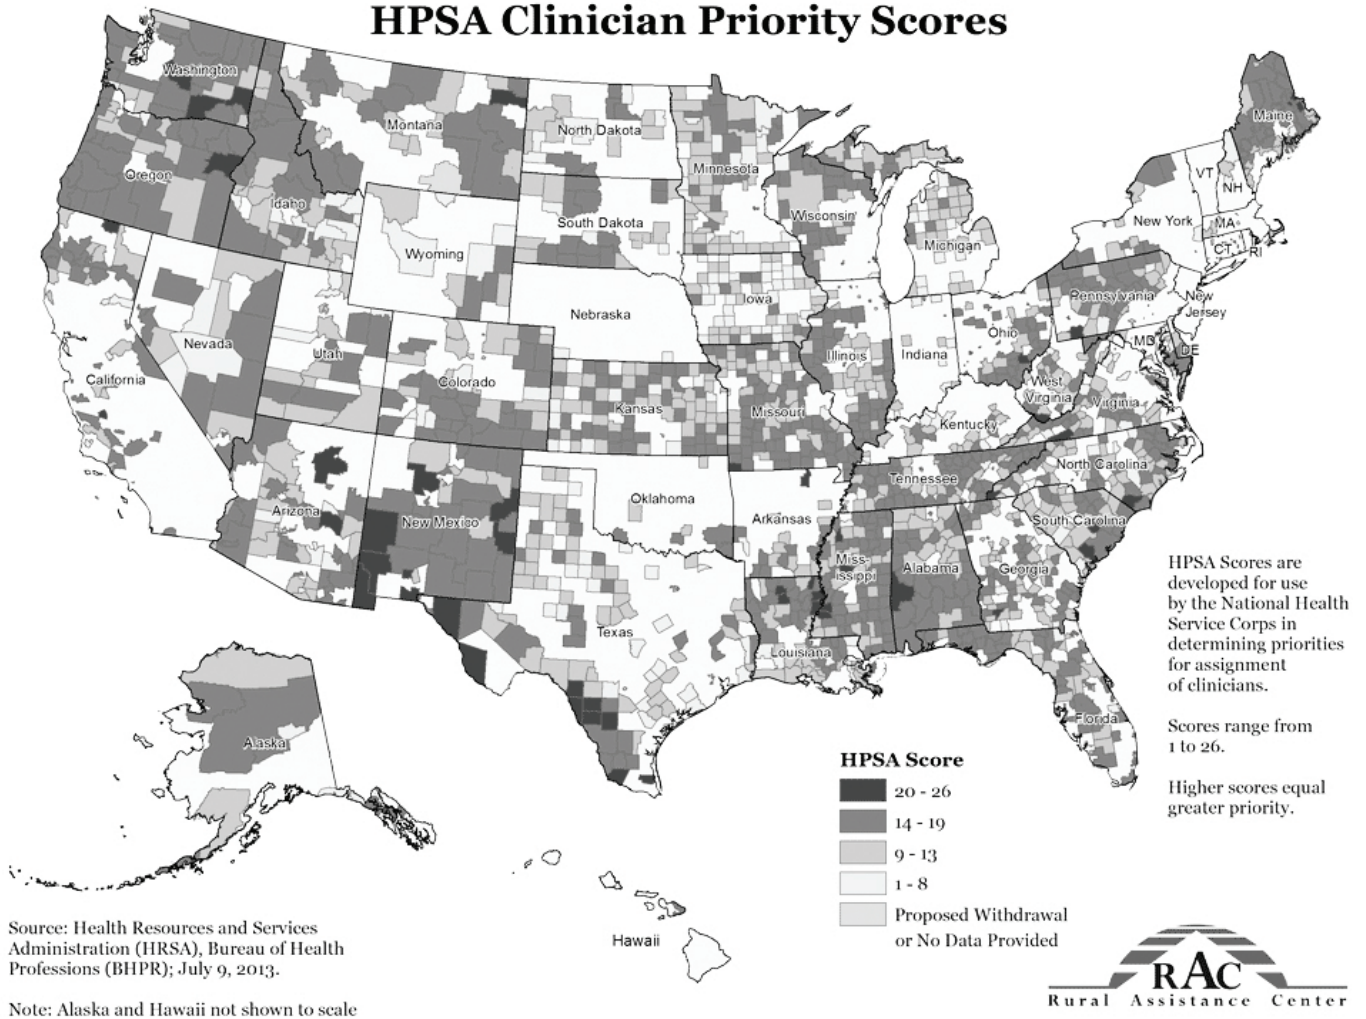 HPSA Clinician Priority Scores
Washington
Montana
North Dakota
Minnesota
Maine
Oregon
Idaho
South Dakota
Wisconsin
VT
NH
New York
MA
CT
RI
Wyoming
Michigan
Iowa
Nebraska
Pennsylvania
New
Jersey
Nevada
Utah
Colorado
Illinois
Indiana
Ohio
MD
DE
California
Kansas
Missouri
West
Virginia
Virginia
Kentucky
Arizona
New Mexico
Oklahoma
Arkansas
Tennessee
North Carolina
South Carolina
Miss-
issippi
Alabama
Georgia
Texas
Louisiana
Florida
Alaska
Hawaii
HPSA Scores are
developed for use
by the National Health
Service Corps in
determining priorities
for assignment
of clinicians.
Scores range from
1 to 26.
Higher scores equal
greater priority.
HPSA Score
20 - 26
14 - 19
9 - 13
1 - 8
Proposed Withdrawal
or No Data Provided
Source: Health Resources and Services
Administration (HRSA), Bureau of Health
Professions (BHPR); July 9, 2013.
Note: Alaska and Hawaii not shown to scale
RAC
Rural Assistance Center